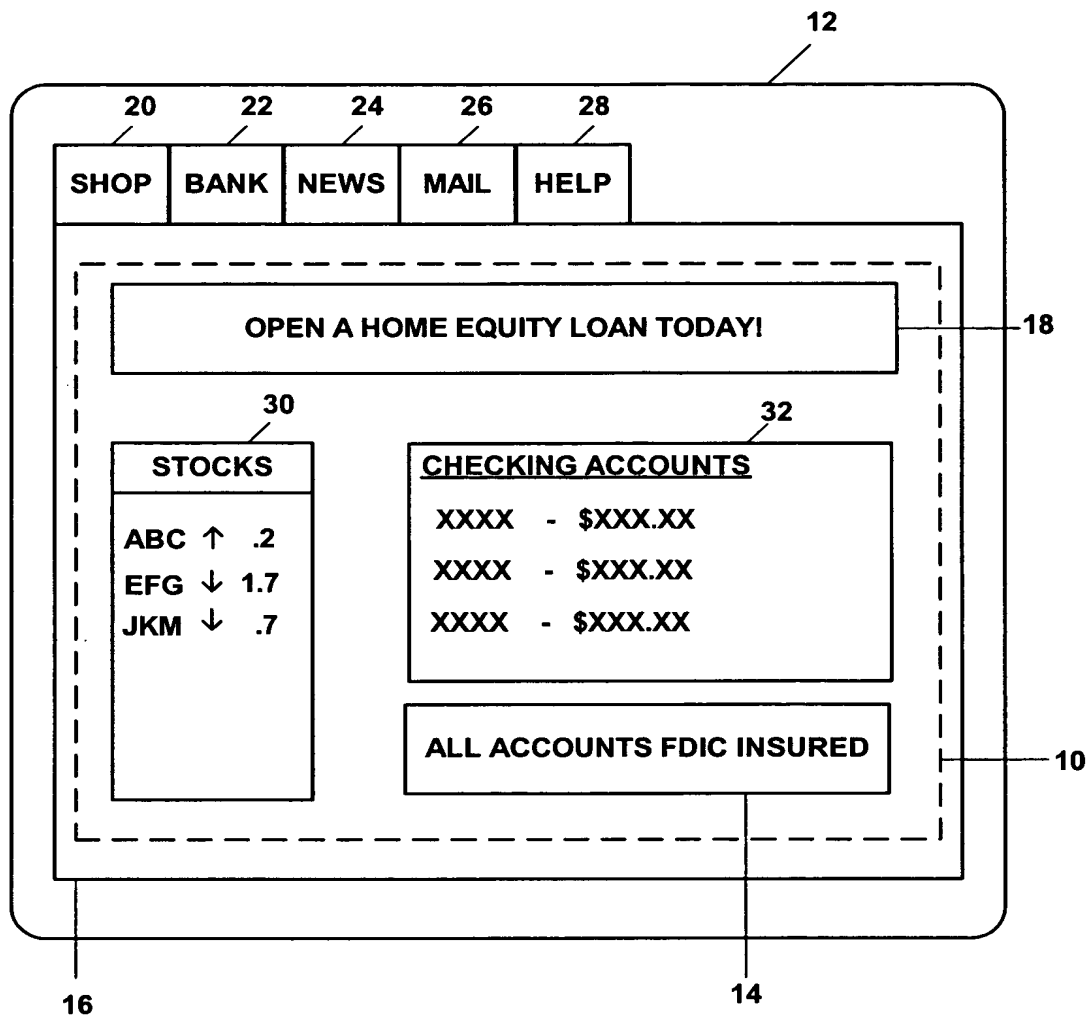 12
20 22 24 26 28
SHOP BANK NEWS MAIL HELP
OPEN A HOME EQUITY LOAN TODAY!
18
30
STOCKS
ABC ↑ .2
EFG ↓ 1.7
JKM ↓ .7
32
CHECKING ACCOUNTS
XXXX - $XXX.XX
XXXX - $XXX.XX
XXXX - $XXX.XX
ALL ACCOUNTS FDIC INSURED
10
16
14